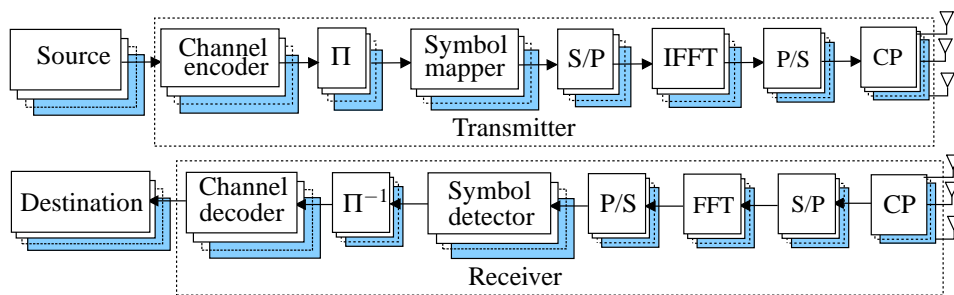 Source
Channel
encoder
Π
Symbol
mapper
S/P
IFFT
P/S
CP
Transmitter
Destination
Channel
decoder
Π⁻¹
Symbol
detector
P/S
FFT
S/P
CP
Receiver